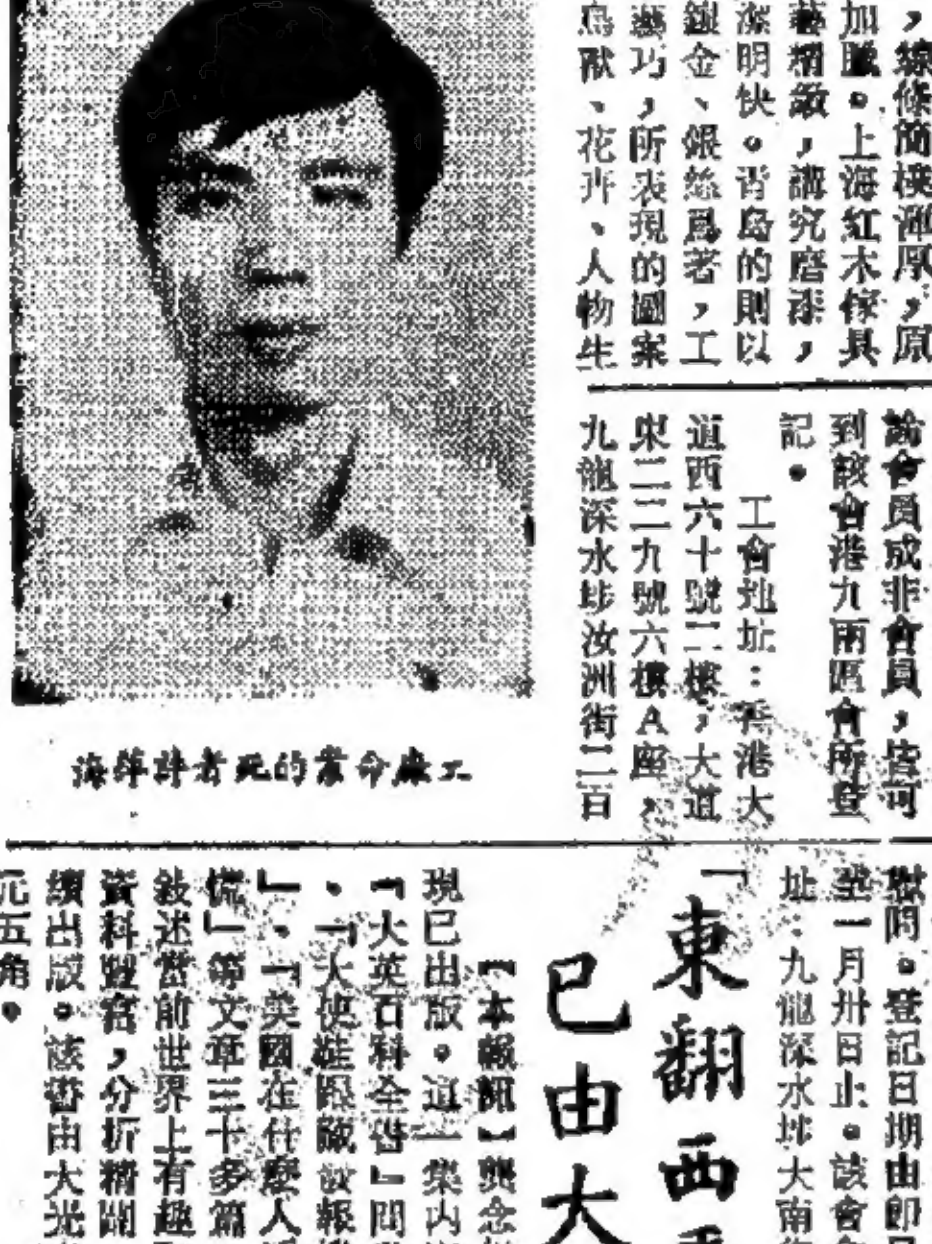 ，線條簡樸渾厚，原
加雕。上海紅木傢具
藝精緻，講究磨漆，
深明快。青島的則以
鑲金、銀絲爲著，工
藝巧，所表現的圖案
鳥獸、花卉、人物生
論會員或非會員，皆可
到該會港九兩區會所登
記。
工會地址：香港大
道西六十號二樓，大道
東二二九號六樓A座，
九龍深水埗汝洲街二百
工廠命案的死者許
慰問。登記日期由即日
至一月卅日止。該會
址：九龍深水埗大南
「東翻西
已由大
【本報訊】
現已出版。這一集內
「大英百科全書」問
、「大使鞋跟藏
」、「英國在什麼人
慌」等文章三十多篇
敍述當前世界上有趣
資料豐富，分析精闢
續出版。該書由大光
元五角。